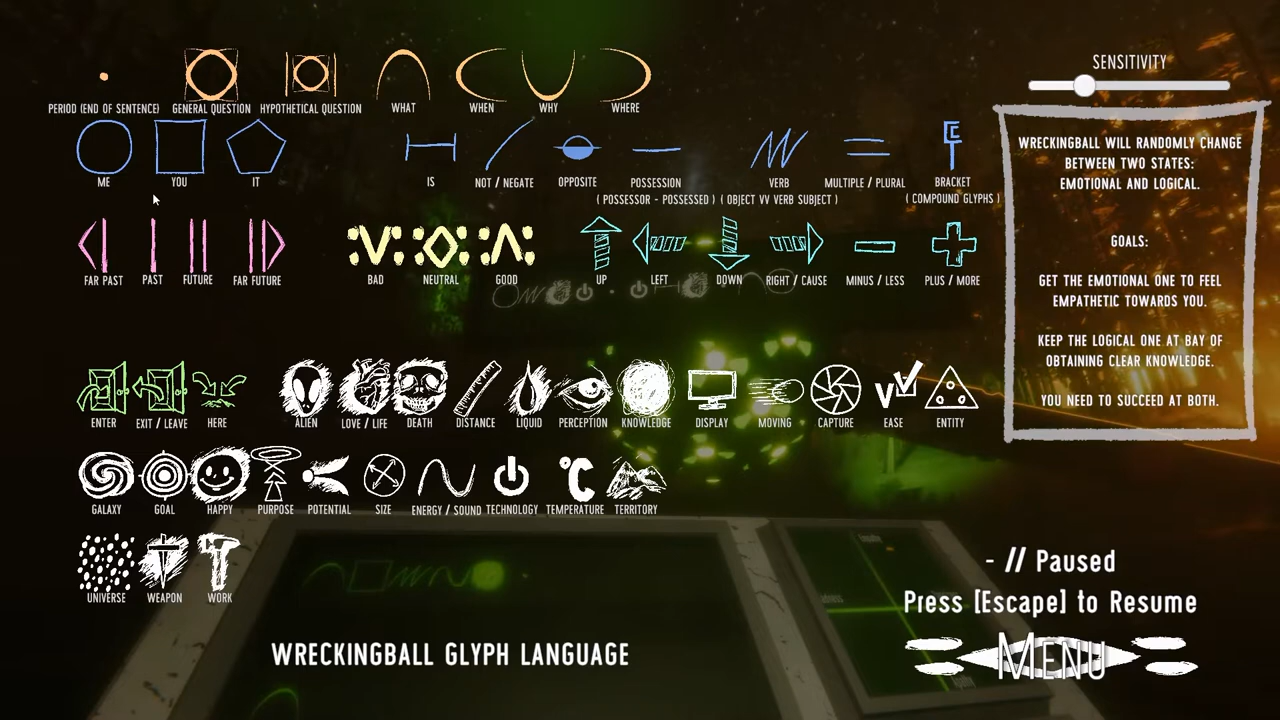 SENSITIVITY
PERIOD (END OF SENTENCE) GENERAL QUESTION HYPOTHETICAL QUESTION WHAT WHEN WHY WHERE
ME YOU IT IS NOT / NEGATE OPPOSITE POSSESSION VERB MULTIPLE / PLURAL BRACKET
( POSSESSOR - POSSESSED ) ( OBJECT VV VERB SUBJECT ) ( COMPOUND GLYPHS )
FAR PAST PAST FUTURE FAR FUTURE BAD NEUTRAL GOOD UP LEFT DOWN RIGHT / CAUSE MINUS / LESS PLUS / MORE
ENTER EXIT / LEAVE HERE ALIEN LOVE / LIFE DEATH DISTANCE LIQUID PERCEPTION KNOWLEDGE DISPLAY MOVING CAPTURE EASE ENTITY
GALAXY GOAL HAPPY PURPOSE POTENTIAL SIZE ENERGY / SOUND TECHNOLOGY TEMPERATURE TERRITORY
UNIVERSE WEAPON WORK
WRECKINGBALL GLYPH LANGUAGE
WRECKINGBALL WILL RANDOMLY CHANGE
BETWEEN TWO STATES:
EMOTIONAL AND LOGICAL.
GOALS:
GET THE EMOTIONAL ONE TO FEEL
EMPATHETIC TOWARDS YOU.
KEEP THE LOGICAL ONE AT BAY OF
OBTAINING CLEAR KNOWLEDGE.
YOU NEED TO SUCCEED AT BOTH.
- // Paused
Press [Escape] to Resume
MENU